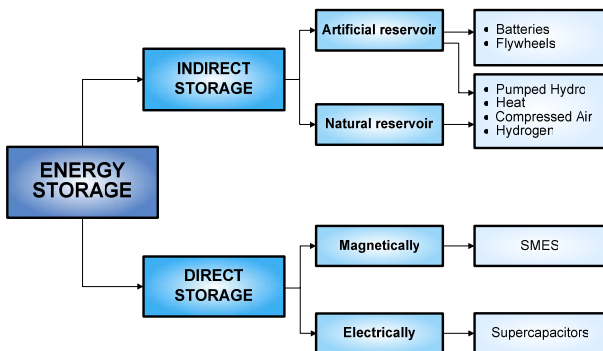 Artificial reservoir
• Batteries
• Flywheels
INDIRECT
STORAGE
• Pumped Hydro
• Heat
• Compressed Air
• Hydrogen
Natural reservoir
ENERGY
STORAGE
Magnetically
SMES
DIRECT
STORAGE
Electrically
Supercapacitors